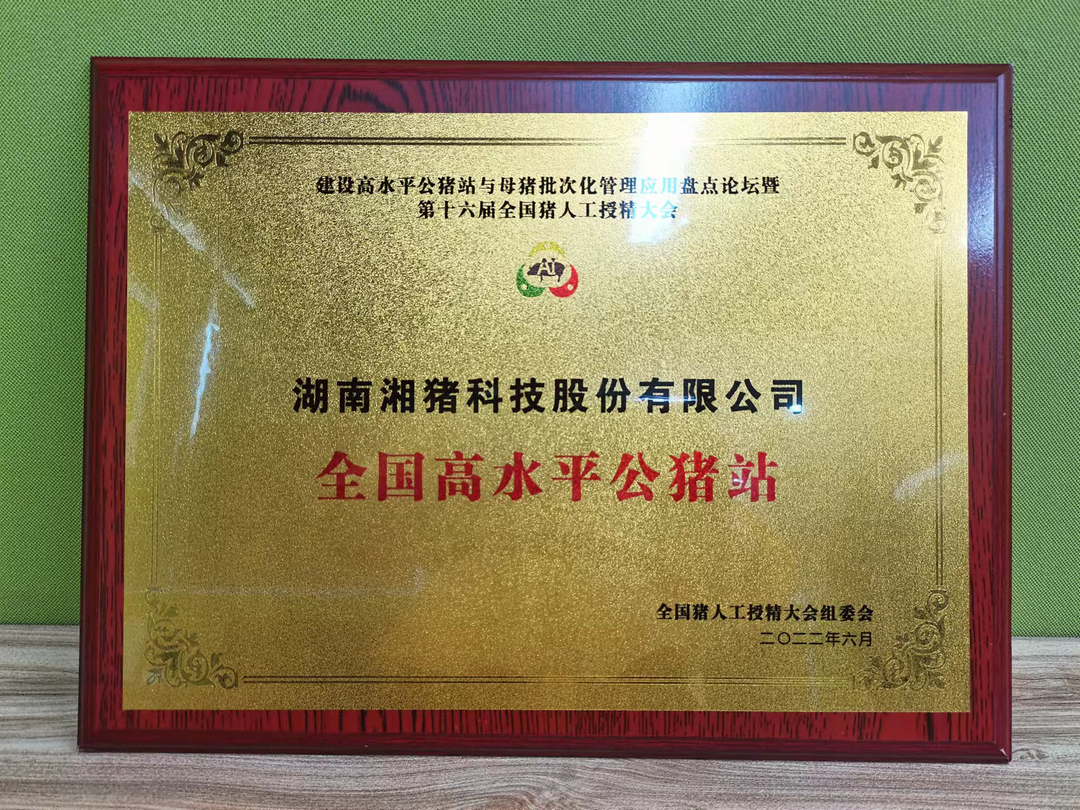 建设高水平公猪站与母猪批次化管理应用盘点论坛暨
第十六届全国猪人工授精大会
AI
湖南湘猪科技股份有限公司
全国高水平公猪站
全国猪人工授精大会组委会
二〇二二年六月